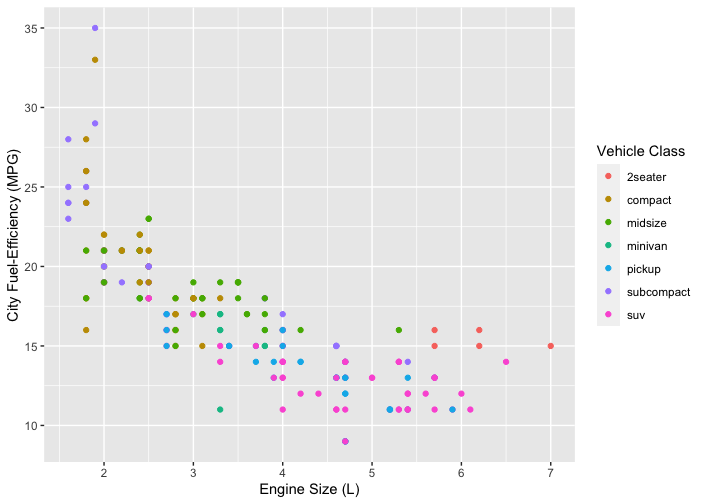 35
30
25
20
15
10
City Fuel-Efficiency (MPG)
2 3 4 5 6 7
Engine Size (L)
Vehicle Class
2seater
compact
midsize
minivan
pickup
subcompact
suv